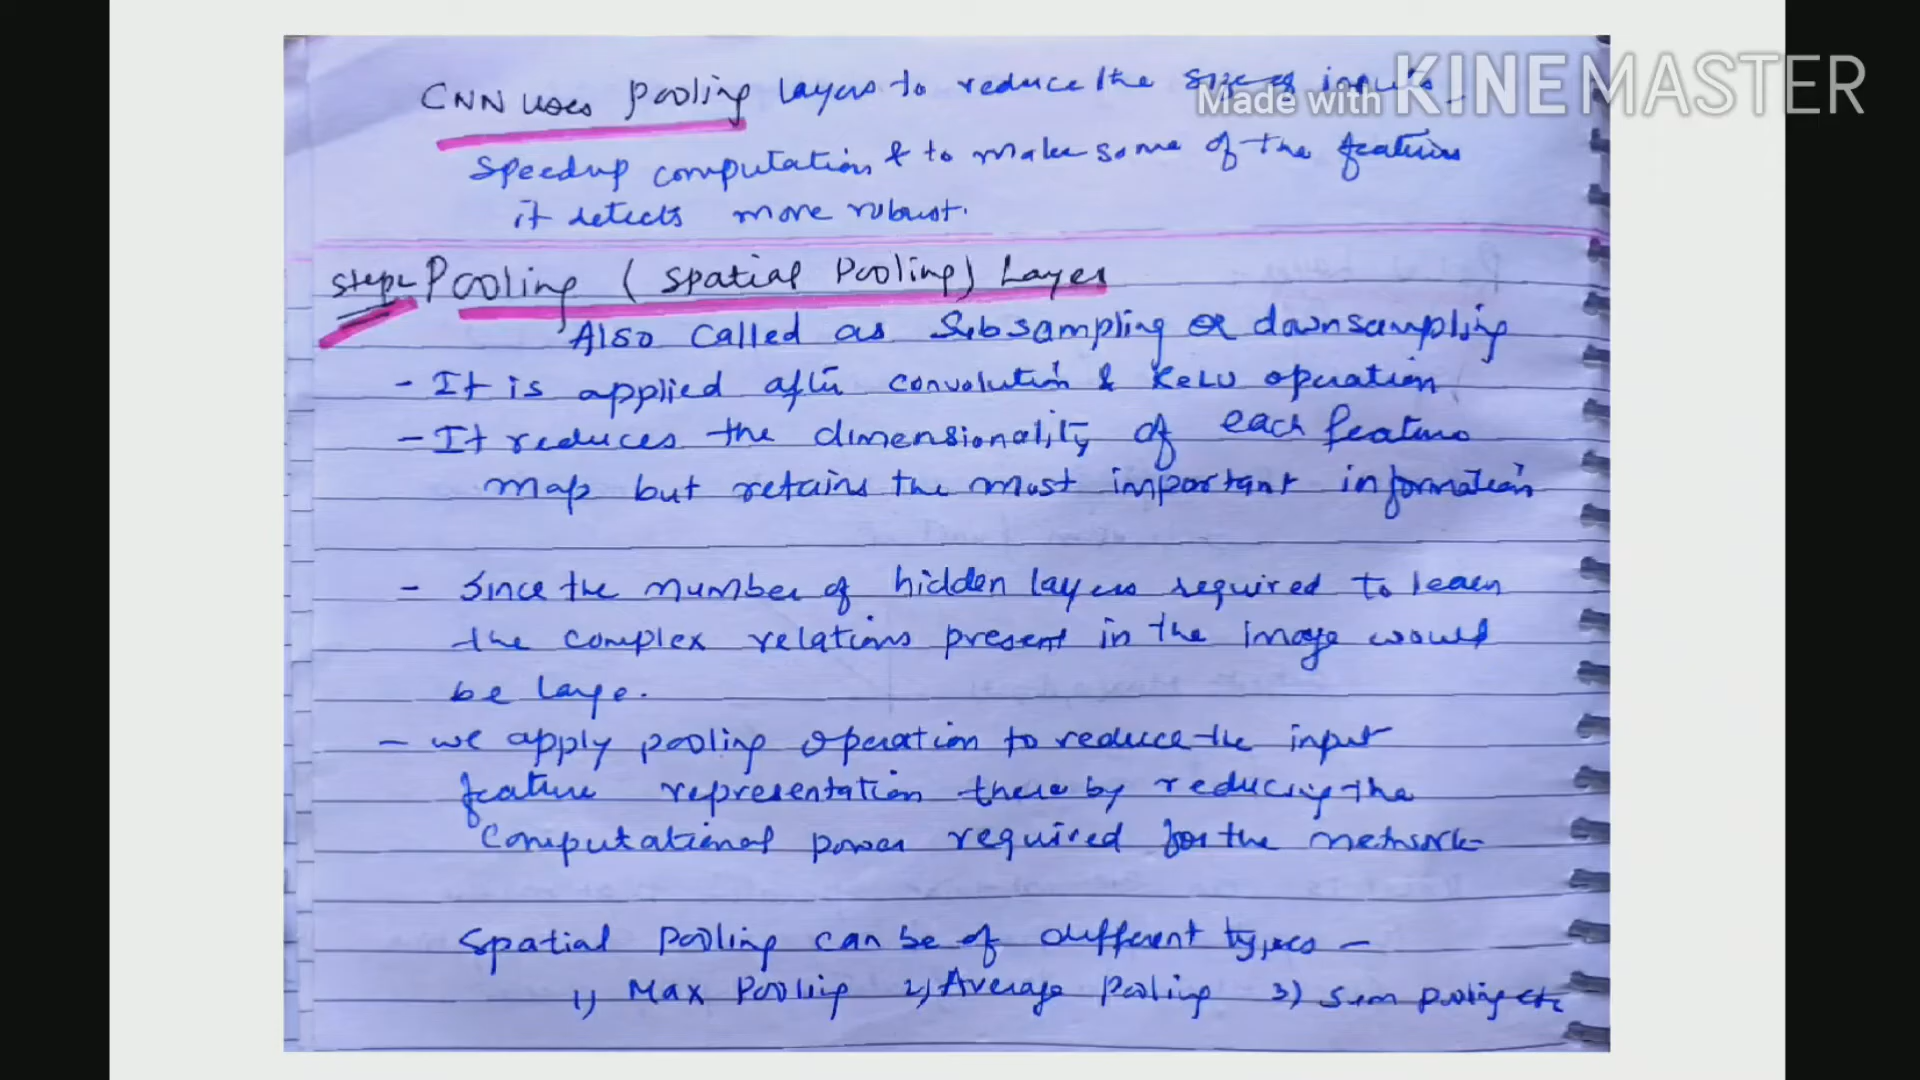 CNN uses Pooling Layers to reduce the size of inputs
Made with KINEMASTER
speedup computation & to make some of the features
it detects more robust.
Step2 Pooling (Spatial Pooling) Layer
Also called as Subsampling or downsampling
- It is applied after convolution & ReLU operation
- It reduces the dimensionality of each feature
map but retains the most important information
- Since the number of hidden layers required to learn
the complex relations present in the image would
be large.
- we apply pooling operation to reduce the input
feature representation there by reducing the
Computational power required for the network
Spatial Pooling can be of different types -
1) Max Pooling 2) Average Pooling 3) Sum pooling etc